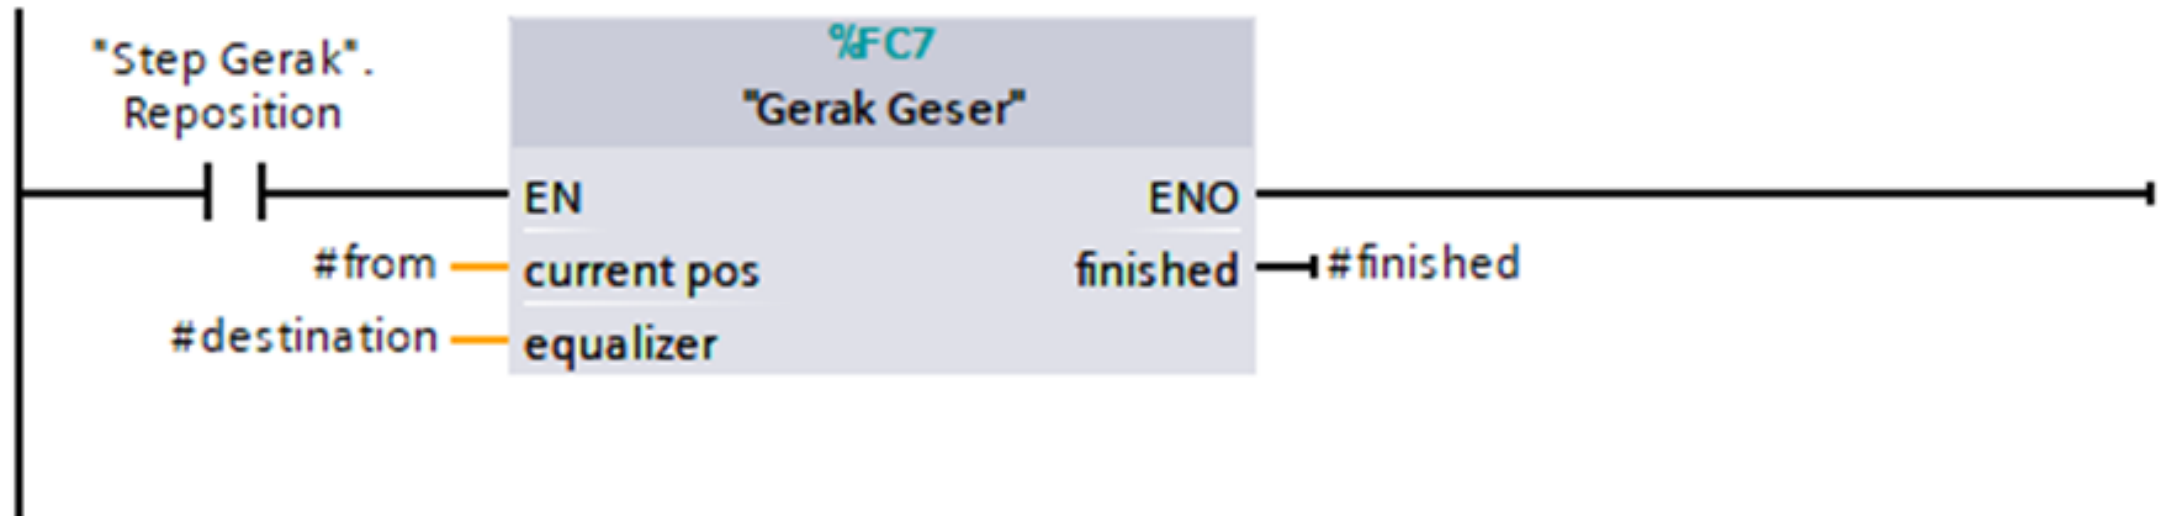 "Step Gerak".
Reposition
%FC7
"Gerak Geser"
EN
ENO
#from
current pos
finished
#finished
#destination
equalizer